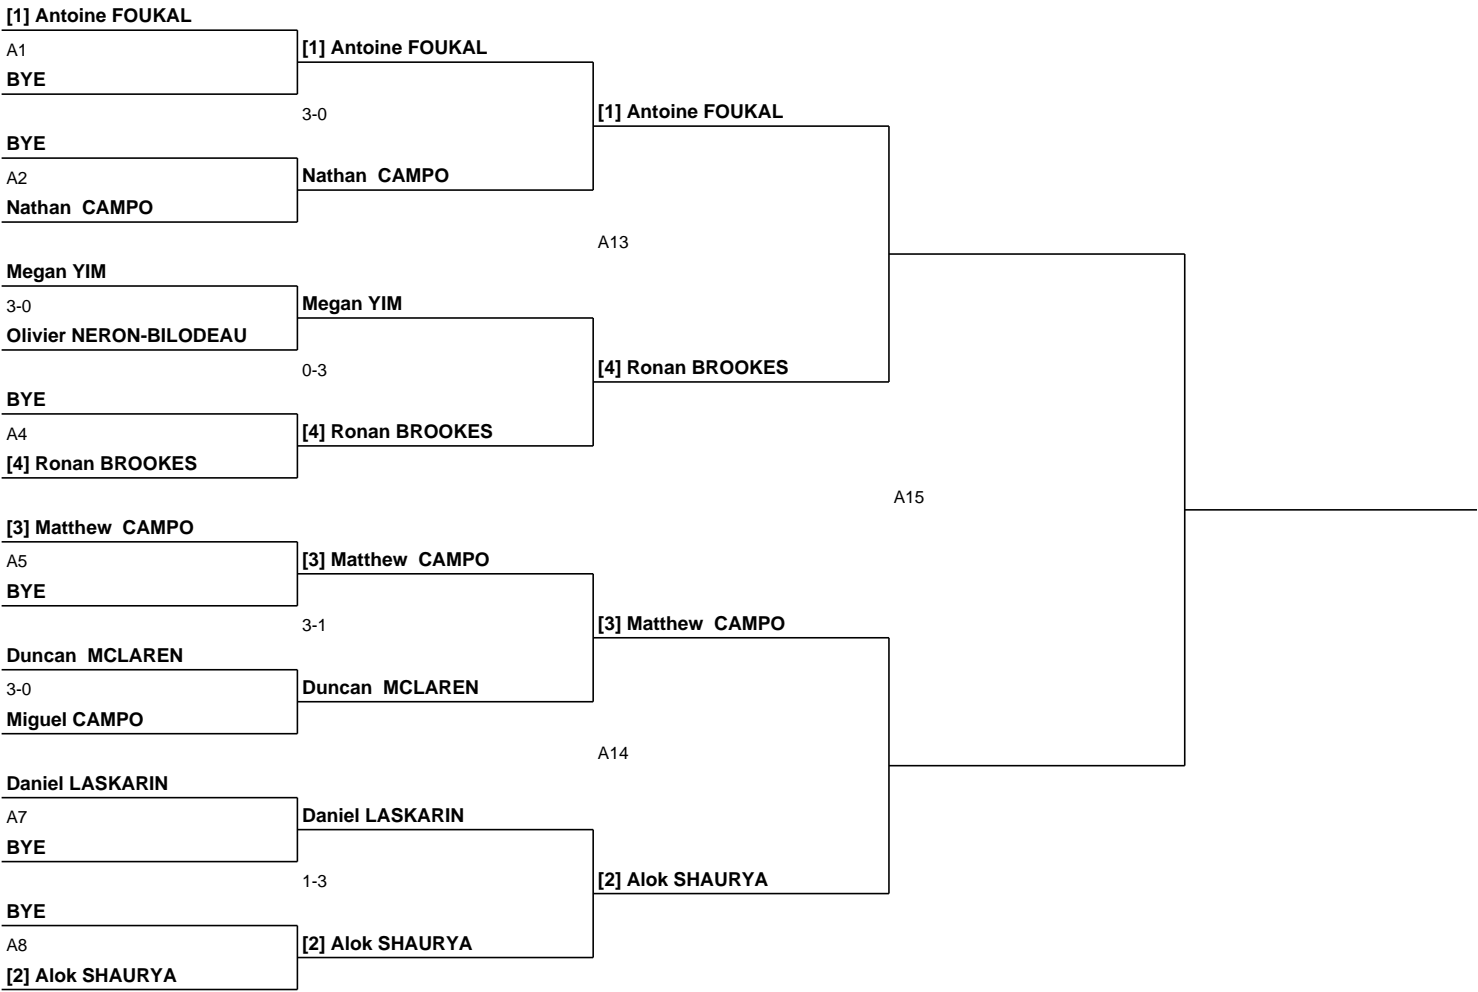 [1] Antoine FOUKAL
A1
[1] Antoine FOUKAL
BYE
3-0
[1] Antoine FOUKAL
BYE
A2
Nathan CAMPO
Nathan CAMPO
A13
Megan YIM
3-0
Megan YIM
Olivier NERON-BILODEAU
0-3
[4] Ronan BROOKES
BYE
A4
[4] Ronan BROOKES
[4] Ronan BROOKES
A15
[3] Matthew CAMPO
A5
[3] Matthew CAMPO
BYE
3-1
[3] Matthew CAMPO
Duncan MCLAREN
3-0
Duncan MCLAREN
Miguel CAMPO
A14
Daniel LASKARIN
A7
Daniel LASKARIN
BYE
1-3
[2] Alok SHAURYA
BYE
A8
[2] Alok SHAURYA
[2] Alok SHAURYA